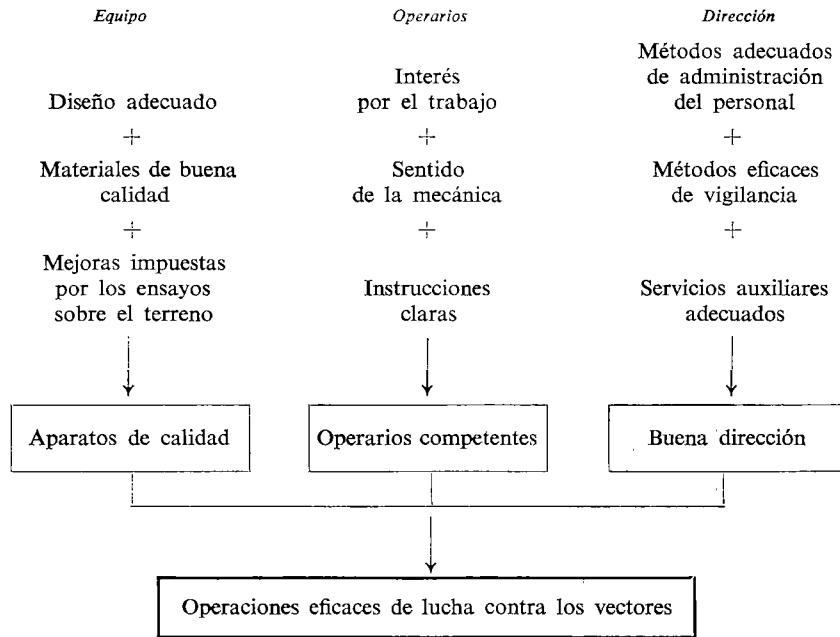 Equipo
Operarios
Dirección
Diseño adecuado
+
Materiales de buena
calidad
+
Mejoras impuestas
por los ensayos
sobre el terreno
Interés
por el trabajo
+
Sentido
de la mecánica
+
Instrucciones
claras
Métodos adecuados
de administración
del personal
+
Métodos eficaces
de vigilancia
+
Servicios auxiliares
adecuados
Aparatos de calidad
Operarios competentes
Buena dirección
Operaciones eficaces de lucha contra los vectores